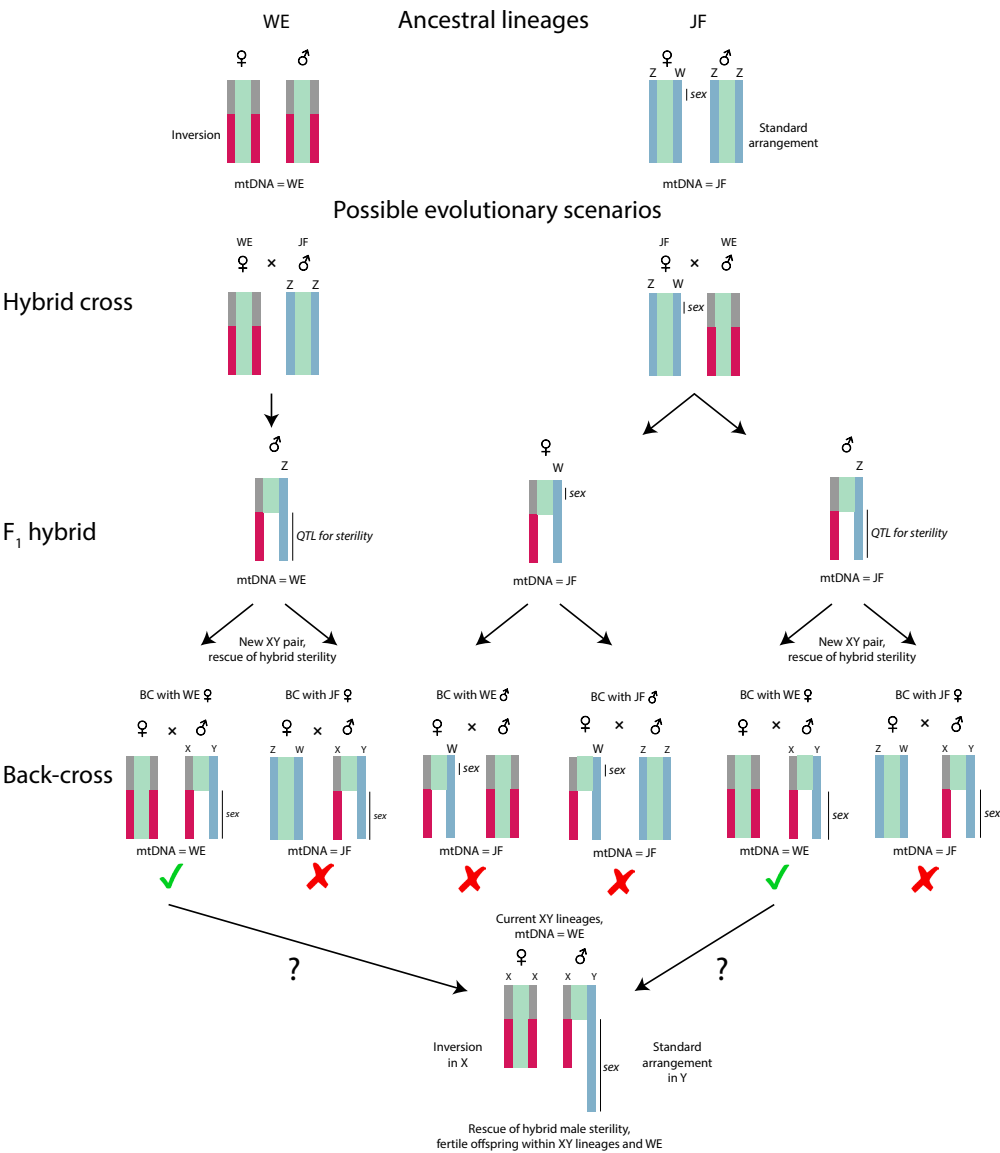 WE
Ancestral lineages
JF
♀ ♂
♀ ♂
Z W Z Z
sex
Inversion
Standard
arrangement
mtDNA = WE
mtDNA = JF
Possible evolutionary scenarios
WE JF
♀ × ♂
Z Z
JF WE
♀ × ♂
Z W
sex
Hybrid cross
♂
Z
♀
W
sex
♂
Z
F1 hybrid
QTL for sterility
QTL for sterility
mtDNA = WE
mtDNA = JF
mtDNA = JF
New XY pair,
rescue of hybrid sterility
New XY pair,
rescue of hybrid sterility
BC with WE ♀
BC with JF ♀
BC with WE ♂
BC with JF ♂
BC with WE ♀
BC with JF ♀
♀ × ♂
♀ × ♂
♀ × ♂
♀ × ♂
♀ × ♂
♀ × ♂
X Y
Z W X Y
W
W Z Z
X Y
Z W X Y
Back-cross
sex
sex
sex
sex
sex
sex
mtDNA = WE
mtDNA = JF
mtDNA = JF
mtDNA = JF
mtDNA = WE
mtDNA = JF
Current XY lineages,
mtDNA = WE
? ♀ ♂ ?
X X X Y
Inversion
in X
sex
Standard
arrangement
in Y
Rescue of hybrid male sterility,
fertile offspring within XY lineages and WE